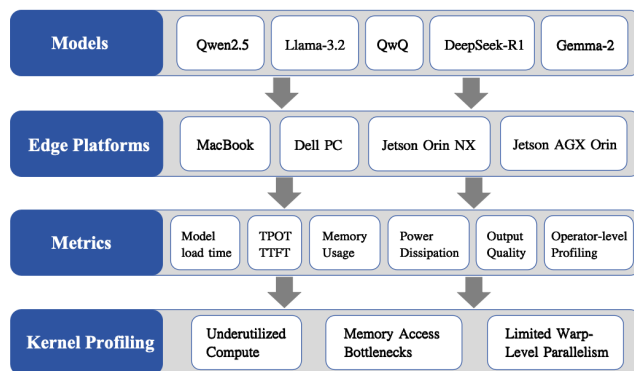 Models
Qwen2.5
Llama-3.2
QwQ
DeepSeek-R1
Gemma-2
Edge Platforms
MacBook
Dell PC
Jetson Orin NX
Jetson AGX Orin
Metrics
Model
load time
TPOT
TTFT
Memory
Usage
Power
Dissipation
Output
Quality
Operator-level
Profiling
Kernel Profiling
Underutilized
Compute
Memory Access
Bottlenecks
Limited Warp-
Level Parallelism